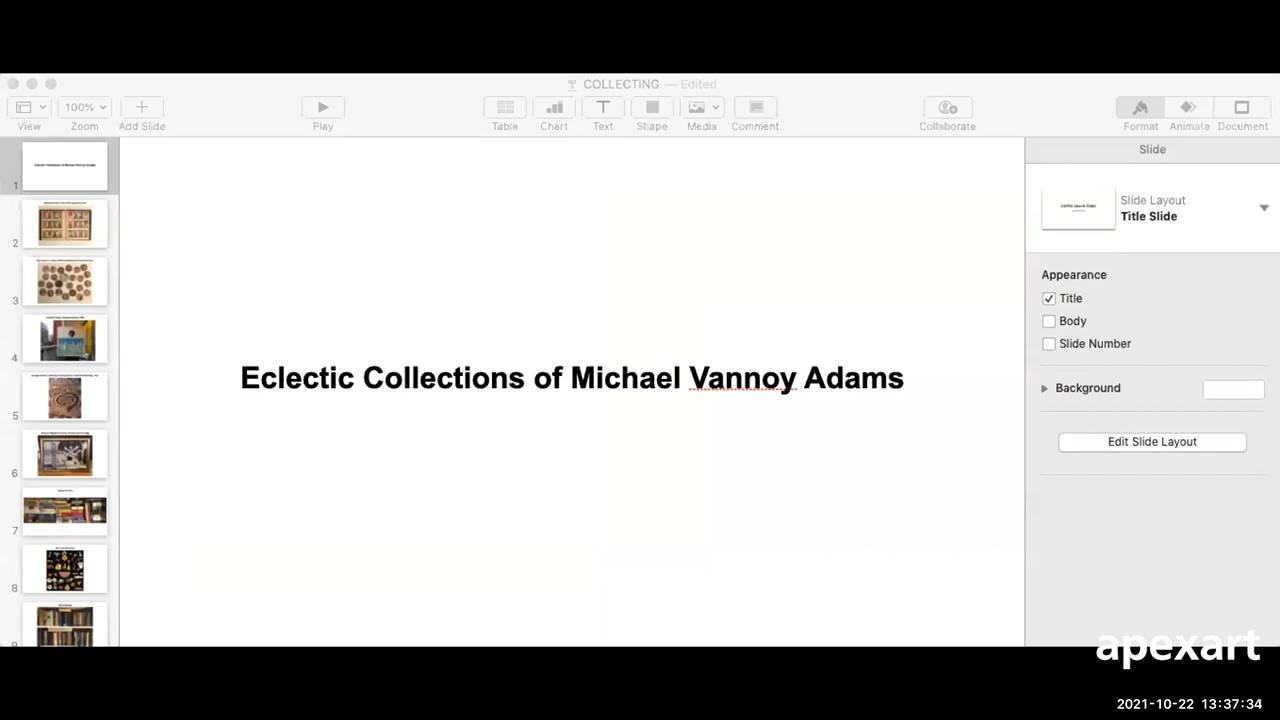 COLLECTING — Edited
100%
View
Zoom
Add Slide
Play
Table
Chart
Text
Shape
Media
Comment
Collaborate
Format
Animate
Document
1
2
3
4
5
6
7
8
Eclectic Collections of Michael Vannoy Adams
Slide
Slide Layout
Title Slide
Appearance
Title
Body
Slide Number
Background
Edit Slide Layout
apexart
2021-10-22 13:37:34